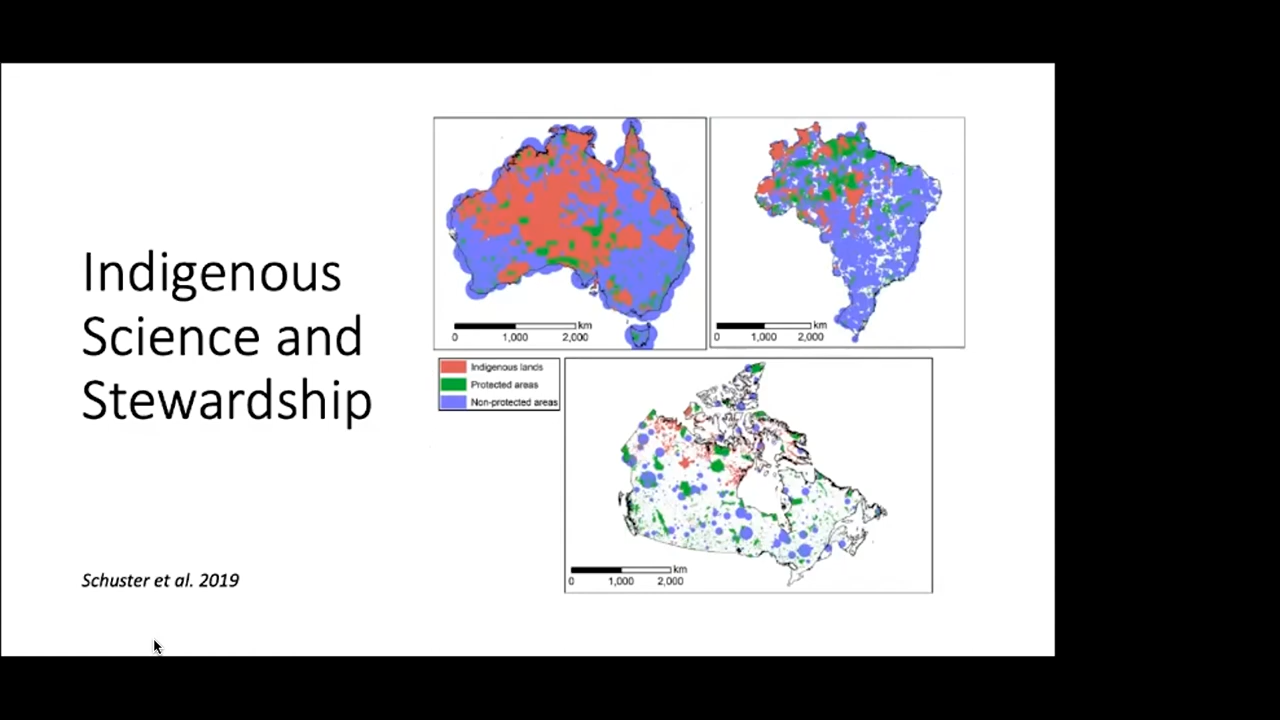 Indigenous
Science and
Stewardship
Schuster et al. 2019
km
0 1,000 2,000
km
0 1,000 2,000
Indigenous lands
Protected areas
Non-protected areas
km
0 1,000 2,000